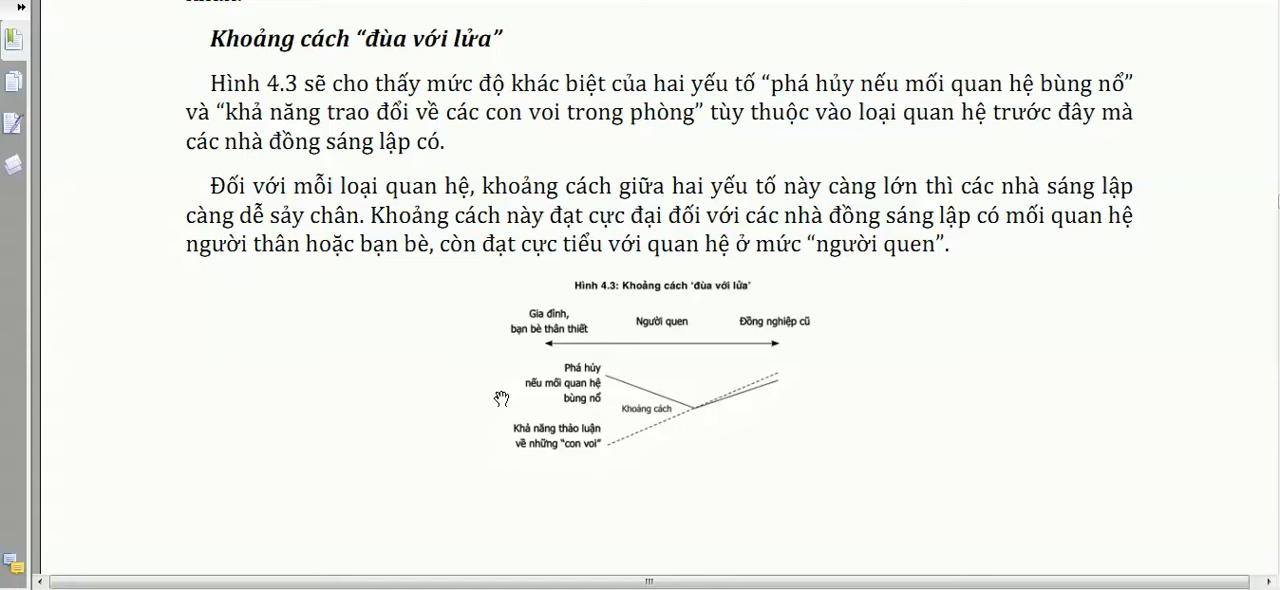 Khoảng cách “đùa với lửa”
Hình 4.3 sẽ cho thấy mức độ khác biệt của hai yếu tố “phá hủy nếu mối quan hệ bùng nổ”
và “khả năng trao đổi về các con voi trong phòng” tùy thuộc vào loại quan hệ trước đây mà
các nhà đồng sáng lập có.
Đối với mỗi loại quan hệ, khoảng cách giữa hai yếu tố này càng lớn thì các nhà sáng lập
càng dễ sảy chân. Khoảng cách này đạt cực đại đối với các nhà đồng sáng lập có mối quan hệ
người thân hoặc bạn bè, còn đạt cực tiểu với quan hệ ở mức “người quen”.
Hình 4.3: Khoảng cách ‘đùa với lửa’
Gia đình,
bạn bè thân thiết
Người quen
Đồng nghiệp cũ
Phá hủy
nếu mối quan hệ
bùng nổ
Khoảng cách
Khả năng thảo luận
về những “con voi”